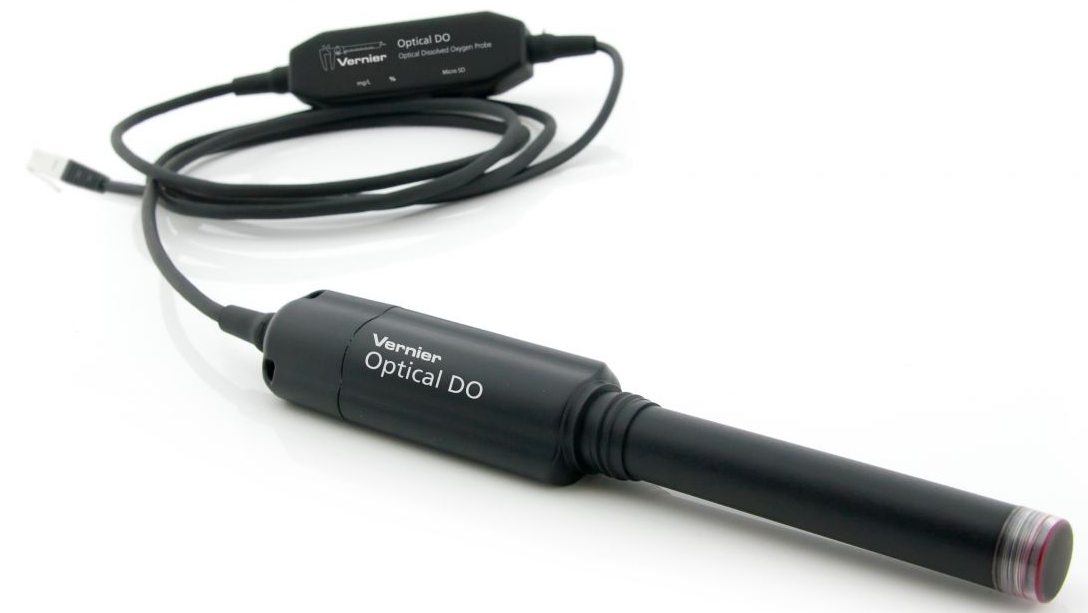 Optical DO
Vernier
Optical Dissolved Oxygen Probe
mg/L % Micro SD
Vernier
Optical DO